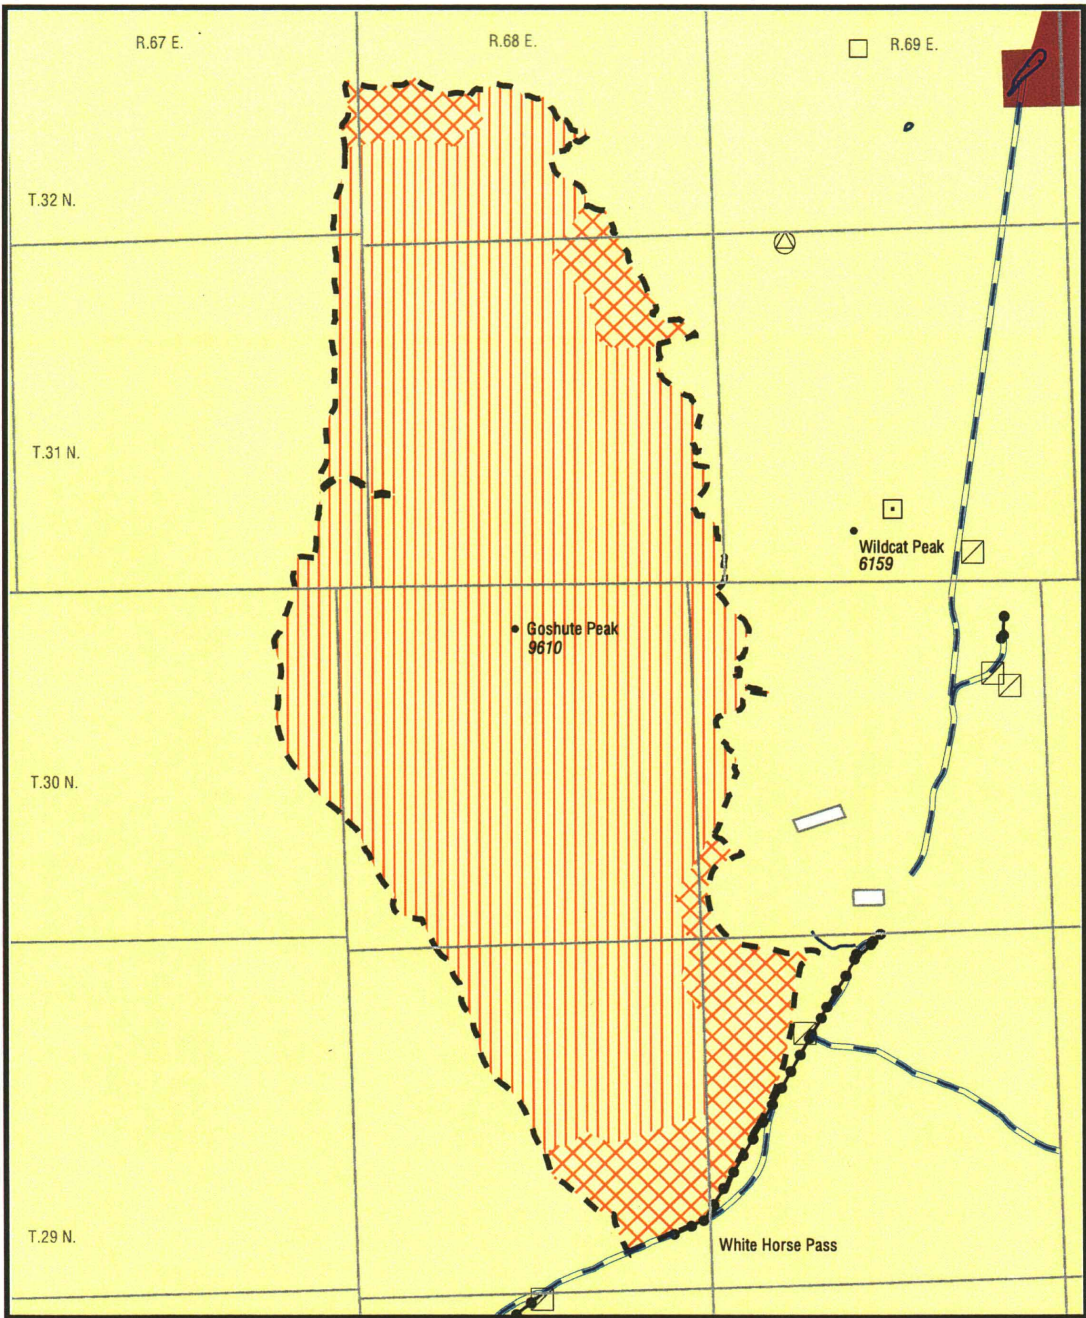 R.67 E.
R.68 E.
R.69 E.
T.32 N.
T.31 N.
Wildcat Peak
6159
Goshute Peak
9610
T.30 N.
T.29 N.
White Horse Pass